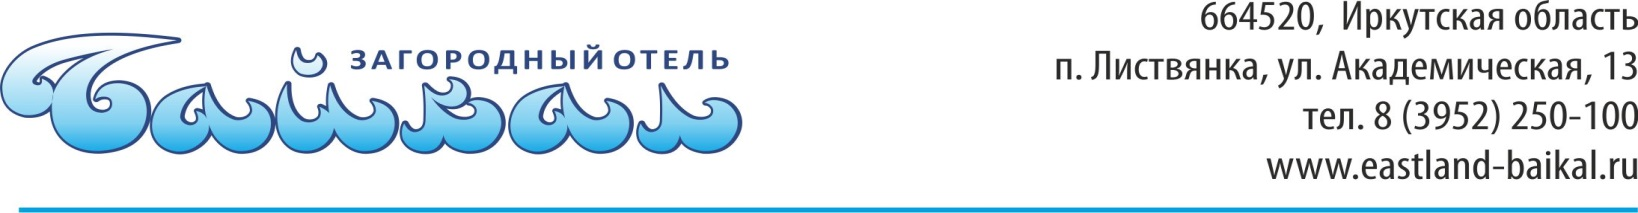 ЗАГОРОДНЫЙ ОТЕЛЬ
Байкал
664520, Иркутская область
п. Листвянка, ул. Академическая, 13
тел. 8 (3952) 250-100
www.eastland-baikal.ru